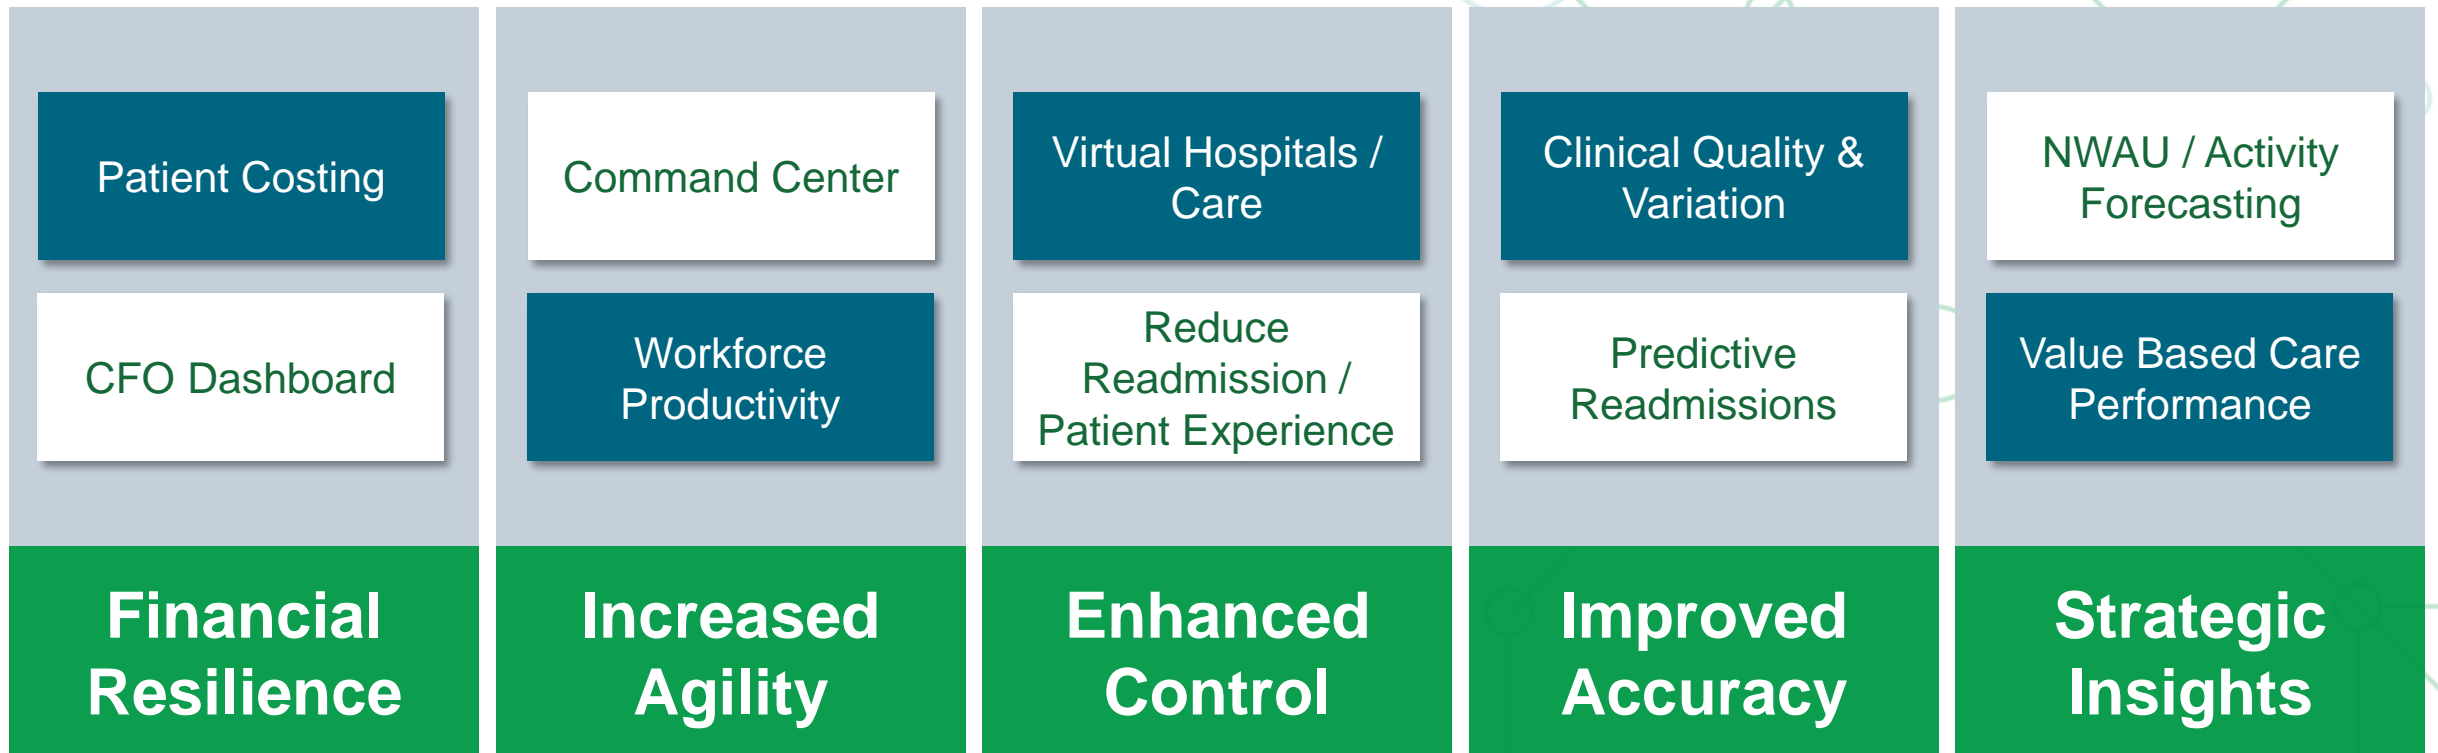 Patient Costing
CFO Dashboard
Financial
Resilience
Command Center
Workforce
Productivity
Increased
Agility
Virtual Hospitals /
Care
Reduce
Readmission /
Patient Experience
Enhanced
Control
Clinical Quality &
Variation
Predictive
Readmissions
Improved
Accuracy
NWAU / Activity
Forecasting
Value Based Care
Performance
Strategic
Insights